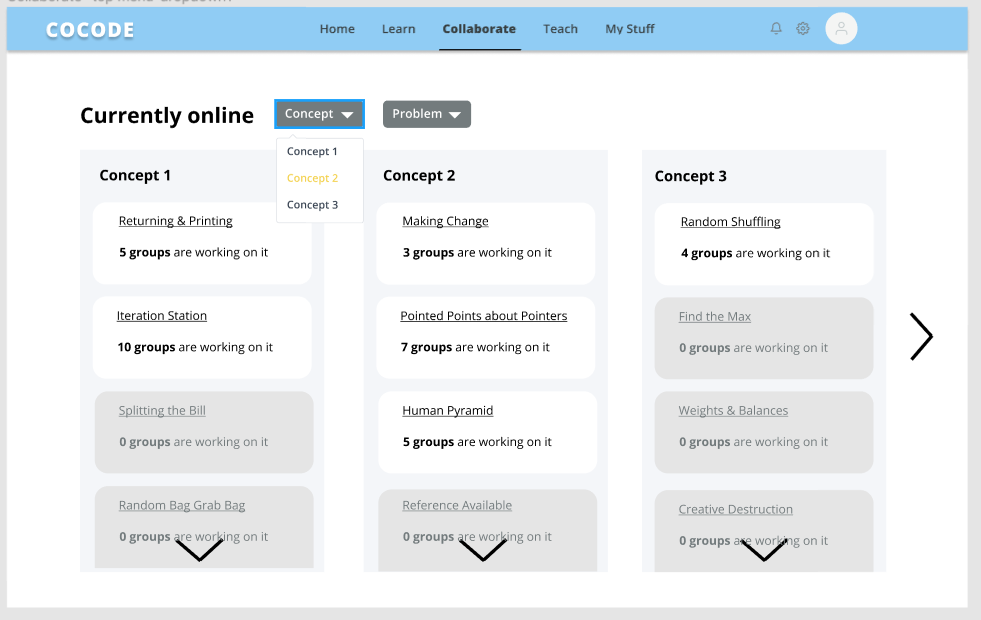 Collaborate - top menu-dropdown
COCODE
Home Learn Collaborate Teach My Stuff
Currently online
Concept
Problem
Concept 1
Concept 2
Concept 3
Concept 1
Returning & Printing
5 groups are working on it
Iteration Station
10 groups are working on it
Splitting the Bill
0 groups are working on it
Random Bag Grab Bag
0 groups are working on it
Concept 2
Making Change
3 groups are working on it
Pointed Points about Pointers
7 groups are working on it
Human Pyramid
5 groups are working on it
Reference Available
0 groups are working on it
Concept 3
Random Shuffling
4 groups are working on it
Find the Max
0 groups are working on it
Weights & Balances
0 groups are working on it
Creative Destruction
0 groups are working on it